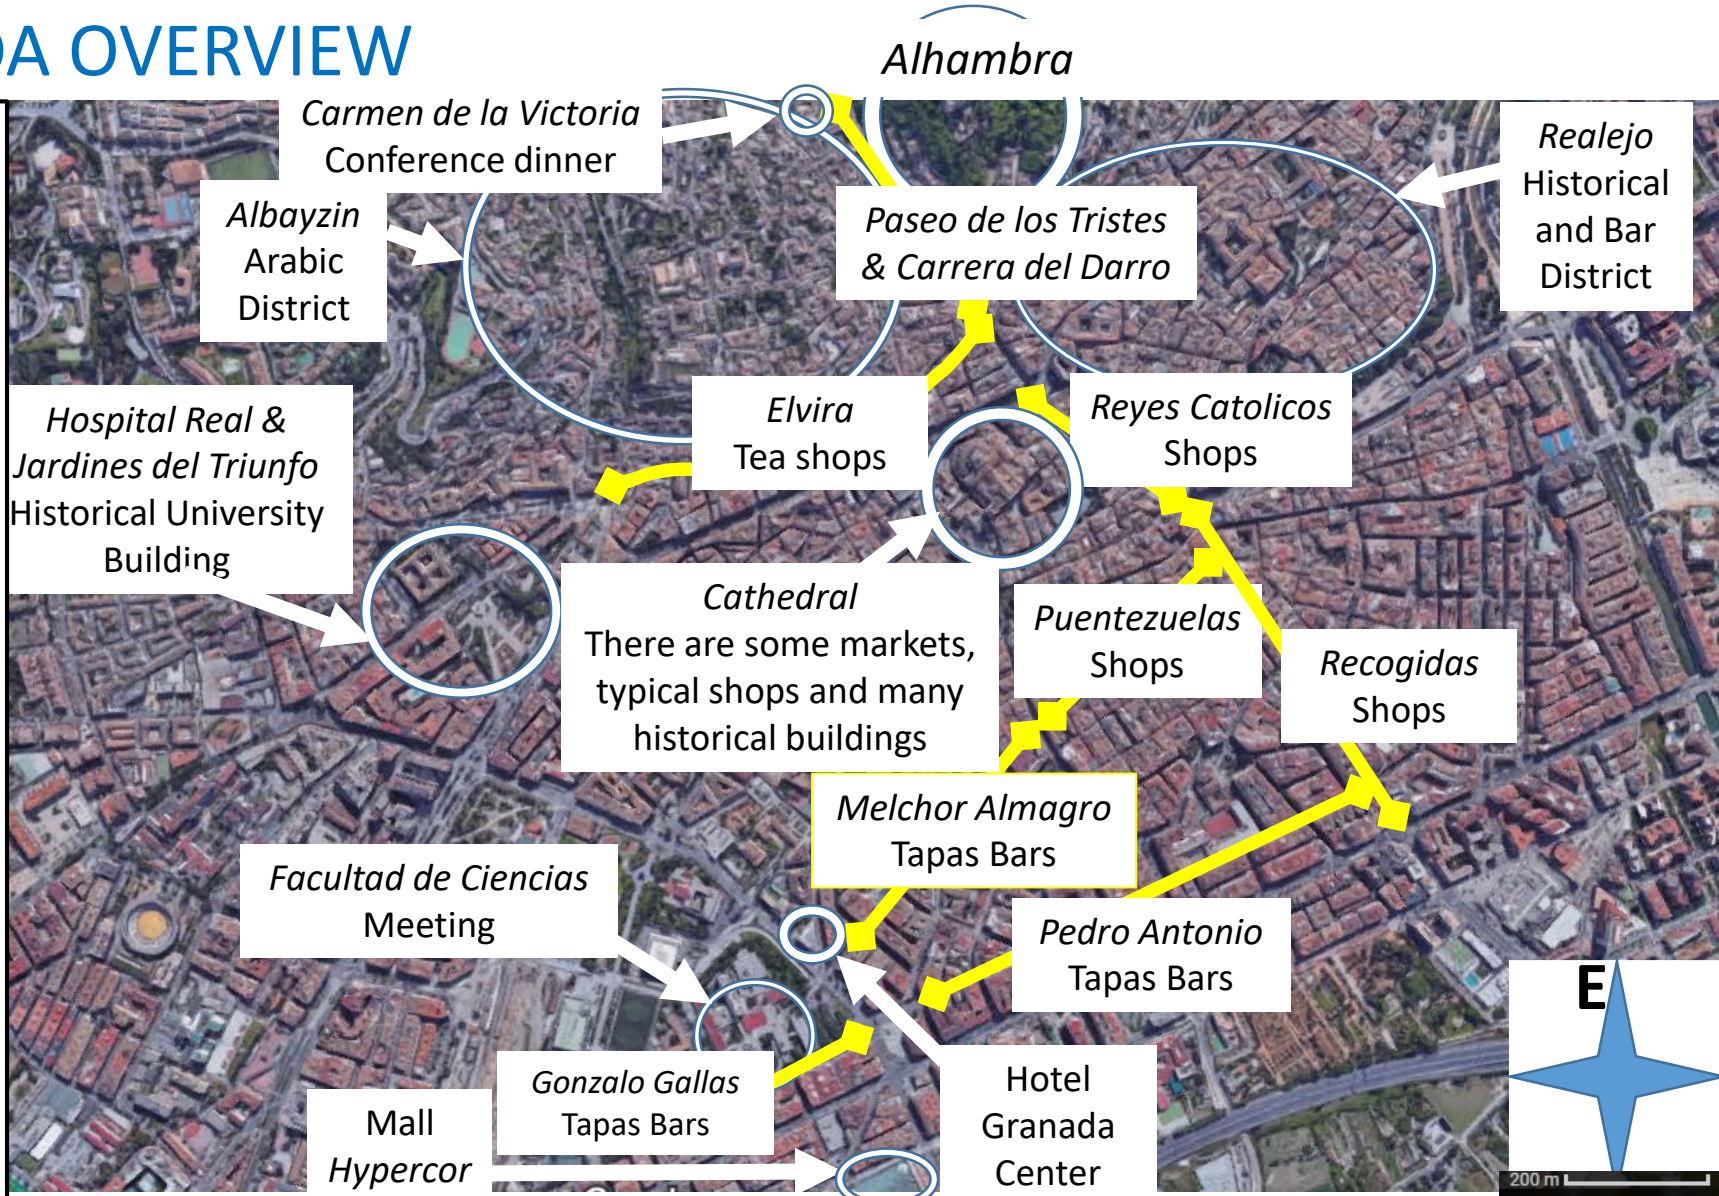 OVERVIEW
Alhambra
Carmen de la Victoria
Conference dinner
Realejo
Historical
and Bar
District
Albayzin
Arabic
District
Paseo de los Tristes
& Carrera del Darro
Elvira
Tea shops
Reyes Catolicos
Shops
Hospital Real &
Jardines del Triunfo
Historical University
Building
Cathedral
There are some markets,
typical shops and many
historical buildings
Puentezuelas
Shops
Recogidas
Shops
Melchor Almagro
Tapas Bars
Facultad de Ciencias
Meeting
Pedro Antonio
Tapas Bars
Gonzalo Gallas
Tapas Bars
Hotel
Granada
Center
Mall
Hypercor
E
200 m